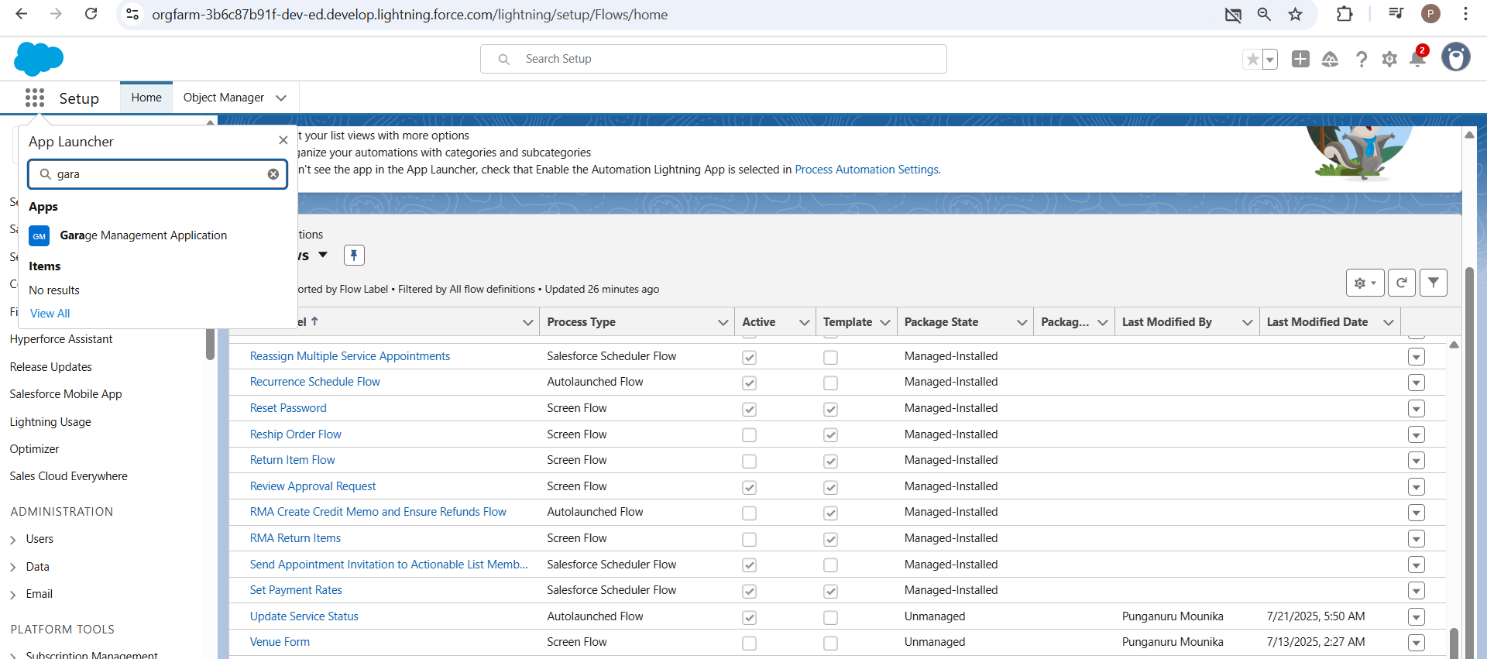 orgfarm-3b6c87b91f-dev-ed.develop.lightning.force.com/lightning/setup/Flows/home
P
Search Setup
2
Setup
Home
Object Manager
App Launcher
gara
Apps
GM Garage Management Application
Items
No results
View All
t your list views with more options
ganize your automations with categories and subcategories
n't see the app in the App Launcher, check that Enable the Automation Lightning App is selected in Process Automation Settings.
tions
ws
orted by Flow Label • Filtered by All flow definitions • Updated 26 minutes ago
Se
Sa
Se
Fi
Hyperforce Assistant
Release Updates
Salesforce Mobile App
Lightning Usage
Optimizer
Sales Cloud Everywhere
ADMINISTRATION
Users
Data
Email
PLATFORM TOOLS
Subscription Management
el Process Type Active Template Package State Packag... Last Modified By Last Modified Date
Reassign Multiple Service Appointments Salesforce Scheduler Flow Managed-Installed
Recurrence Schedule Flow Autolaunched Flow Managed-Installed
Reset Password Screen Flow Managed-Installed
Reship Order Flow Screen Flow Managed-Installed
Return Item Flow Screen Flow Managed-Installed
Review Approval Request Screen Flow Managed-Installed
RMA Create Credit Memo and Ensure Refunds Flow Autolaunched Flow Managed-Installed
RMA Return Items Screen Flow Managed-Installed
Send Appointment Invitation to Actionable List Memb... Salesforce Scheduler Flow Managed-Installed
Set Payment Rates Salesforce Scheduler Flow Managed-Installed
Update Service Status Autolaunched Flow Unmanaged Punganuru Mounika 7/21/2025, 5:50 AM
Venue Form Screen Flow Unmanaged Punganuru Mounika 7/13/2025, 2:27 AM